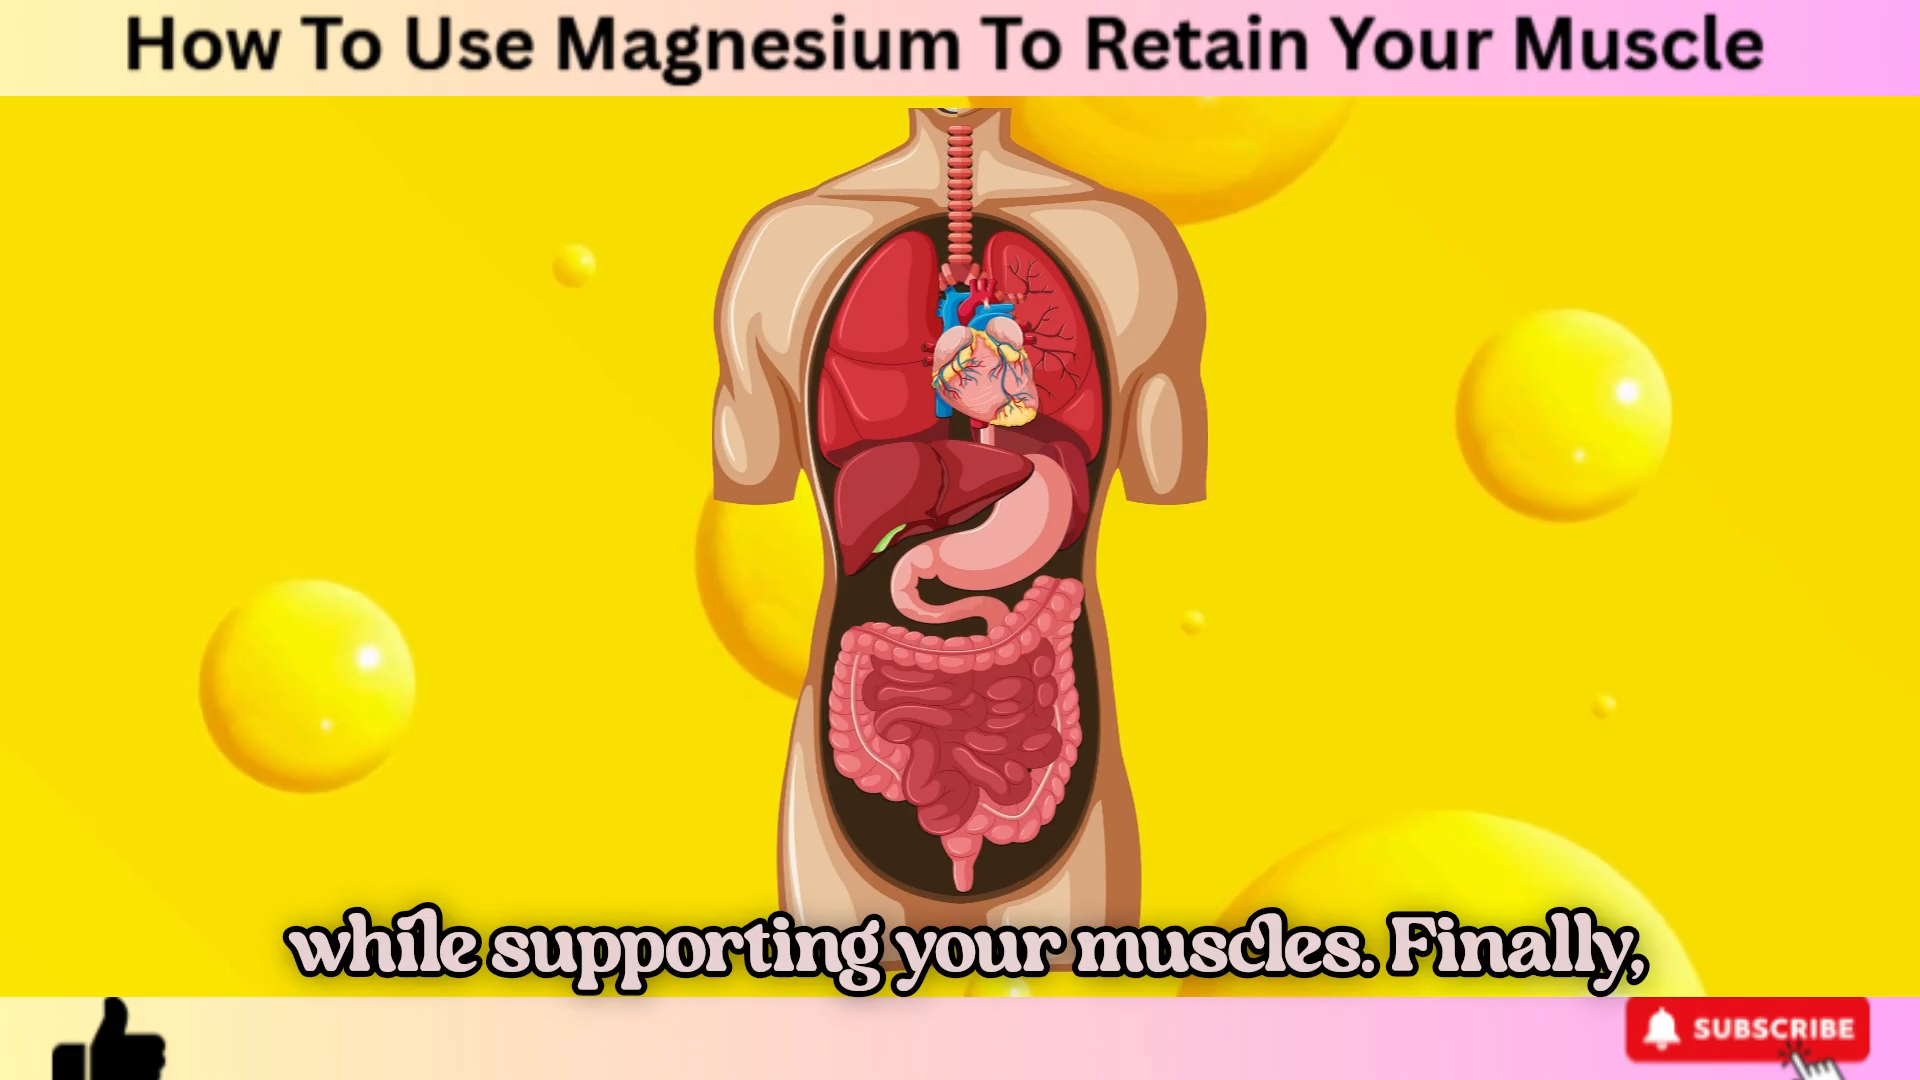 How To Use Magnesium To Retain Your Muscle
while supporting your muscles. Finally,
SUBSCRIBE